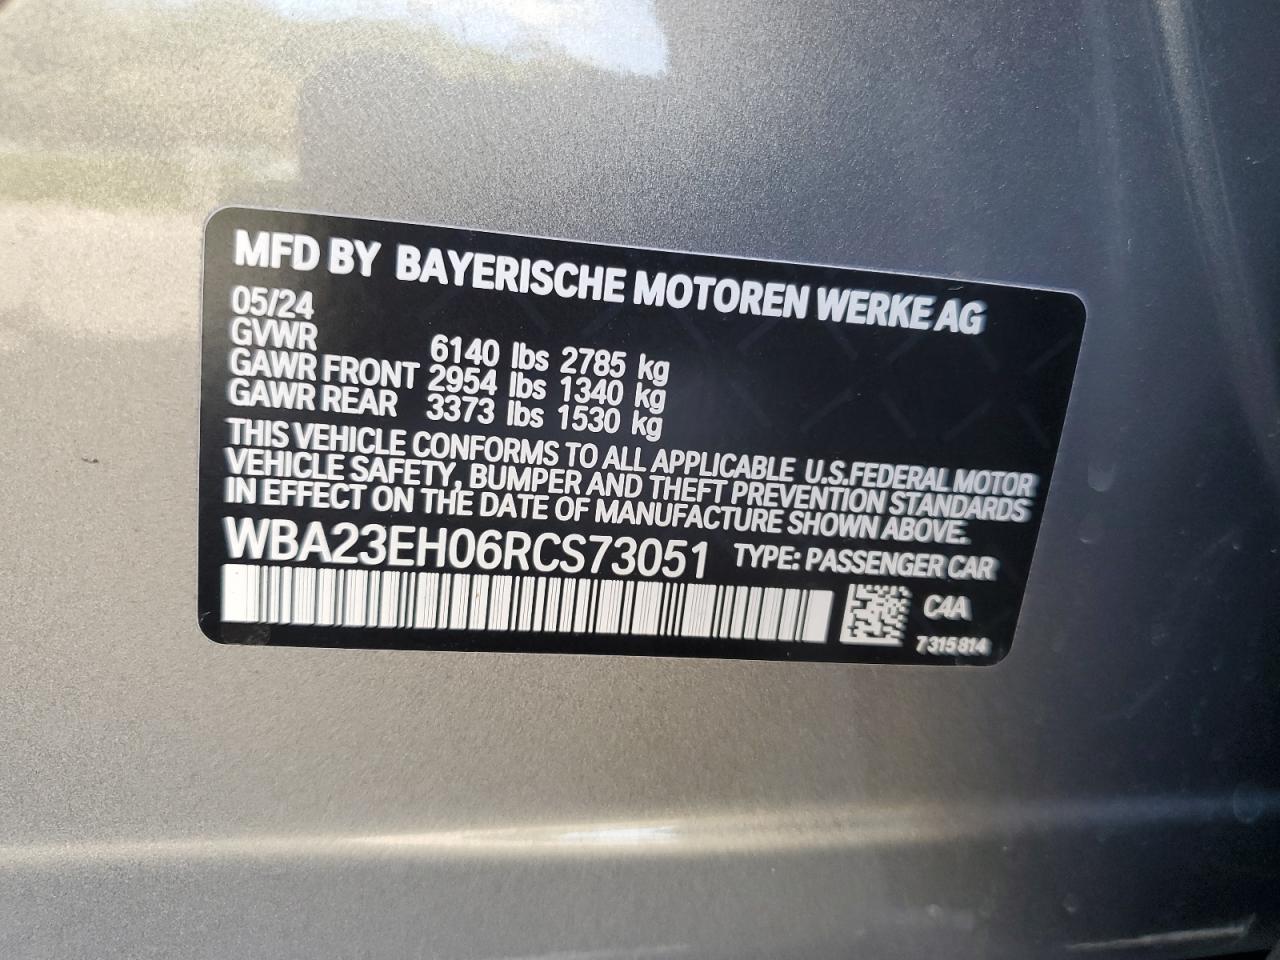 MFD BY BAYERISCHE MOTOREN WERKE AG
05/24
GVWR 6140 lbs 2785 kg
GAWR FRONT 2954 lbs 1340 kg
GAWR REAR 3373 lbs 1530 kg
THIS VEHICLE CONFORMS TO ALL APPLICABLE U.S.FEDERAL MOTOR
VEHICLE SAFETY, BUMPER AND THEFT PREVENTION STANDARDS
IN EFFECT ON THE DATE OF MANUFACTURE SHOWN ABOVE.
WBA23EH06RCS73051 TYPE: PASSENGER CAR
C4A
7315814